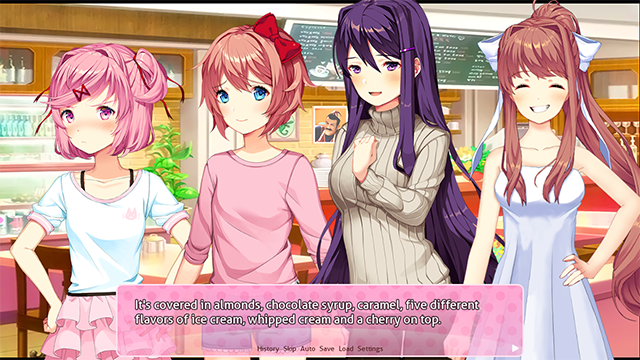 It's covered in almonds, chocolate syrup, caramel, five different
flavors of ice cream, whipped cream and a cherry on top.
History Skip Auto Save Load Settings